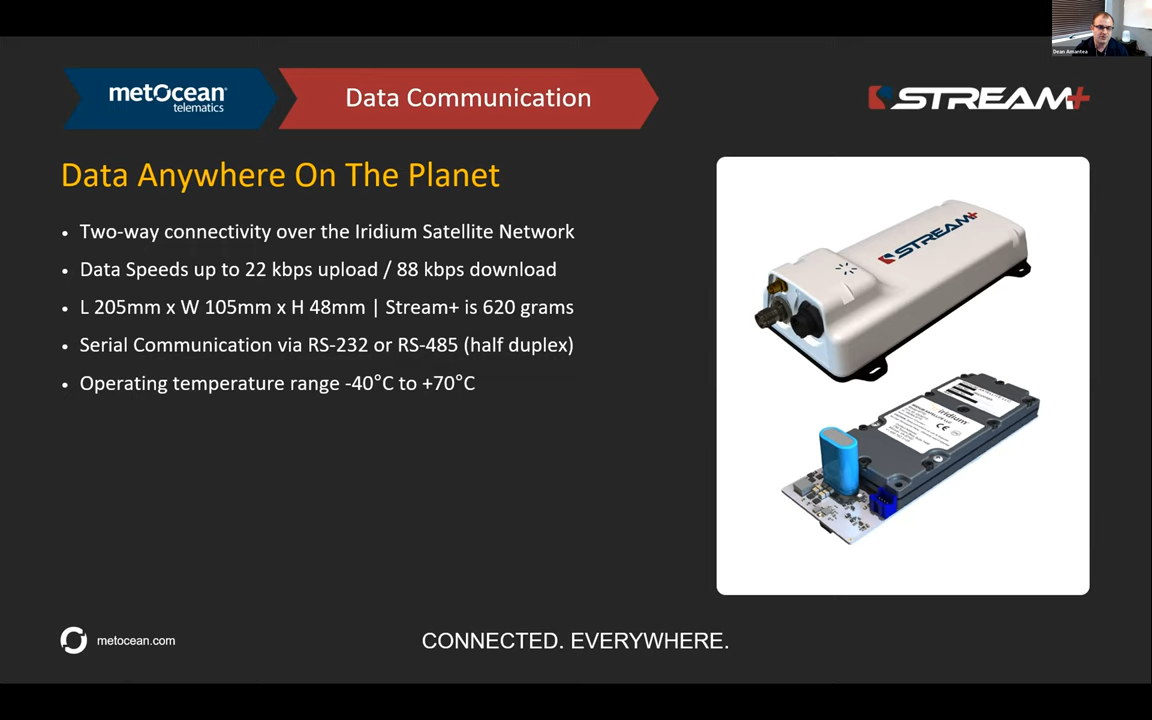 Dean Amantea
metOcean
telematics
Data Communication
STREAM+
Data Anywhere On The Planet
• Two-way connectivity over the Iridium Satellite Network
• Data Speeds up to 22 kbps upload / 88 kbps download
• L 205mm x W 105mm x H 48mm | Stream+ is 620 grams
• Serial Communication via RS-232 or RS-485 (half duplex)
• Operating temperature range -40°C to +70°C
STREAM+
iridium
CE
metocean.com
CONNECTED. EVERYWHERE.